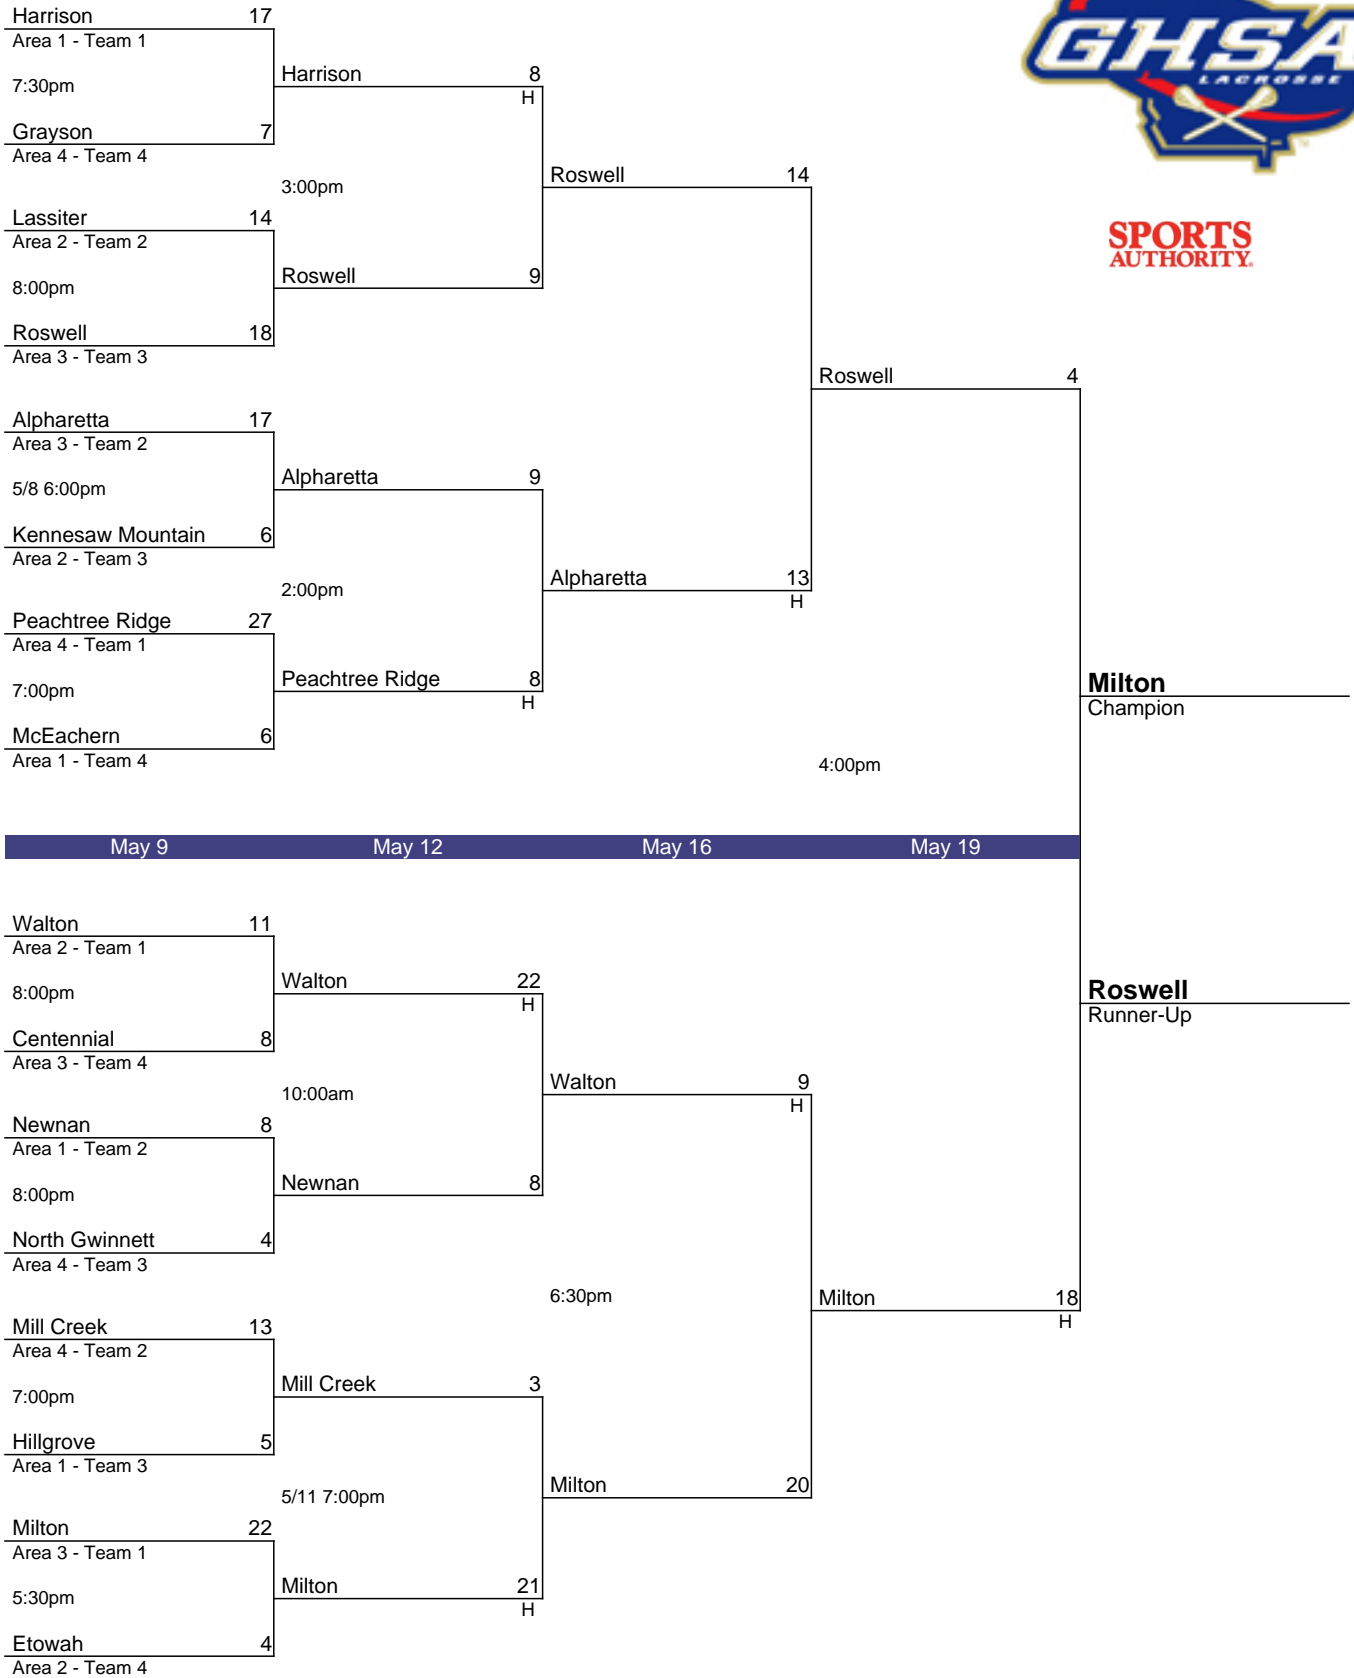 Harrison 17
Area 1 - Team 1
7:30pm
Grayson 7
Area 4 - Team 4
Lassiter 14
Area 2 - Team 2
8:00pm
Roswell 18
Area 3 - Team 3
Alpharetta 17
Area 3 - Team 2
5/8 6:00pm
Kennesaw Mountain 6
Area 2 - Team 3
Peachtree Ridge 27
Area 4 - Team 1
7:00pm
McEachern 6
Area 1 - Team 4
Harrison 8
H
3:00pm
Roswell 9
Alpharetta 9
2:00pm
Peachtree Ridge 8
H
Roswell 14
Alpharetta 13
H
Roswell 4
4:00pm
GHSA
LACROSSE
TM
SPORTS
AUTHORITY.
Milton
Champion
May 9 May 12 May 16 May 19
Walton 11
Area 2 - Team 1
8:00pm
Centennial 8
Area 3 - Team 4
Newnan 8
Area 1 - Team 2
8:00pm
North Gwinnett 4
Area 4 - Team 3
Mill Creek 13
Area 4 - Team 2
7:00pm
Hillgrove 5
Area 1 - Team 3
Milton 22
Area 3 - Team 1
5:30pm
Etowah 4
Area 2 - Team 4
Walton 22
H
10:00am
Newnan 8
Mill Creek 3
5/11 7:00pm
Milton 21
H
Walton 9
H
6:30pm
Milton 20
Milton 18
H
Roswell
Runner-Up